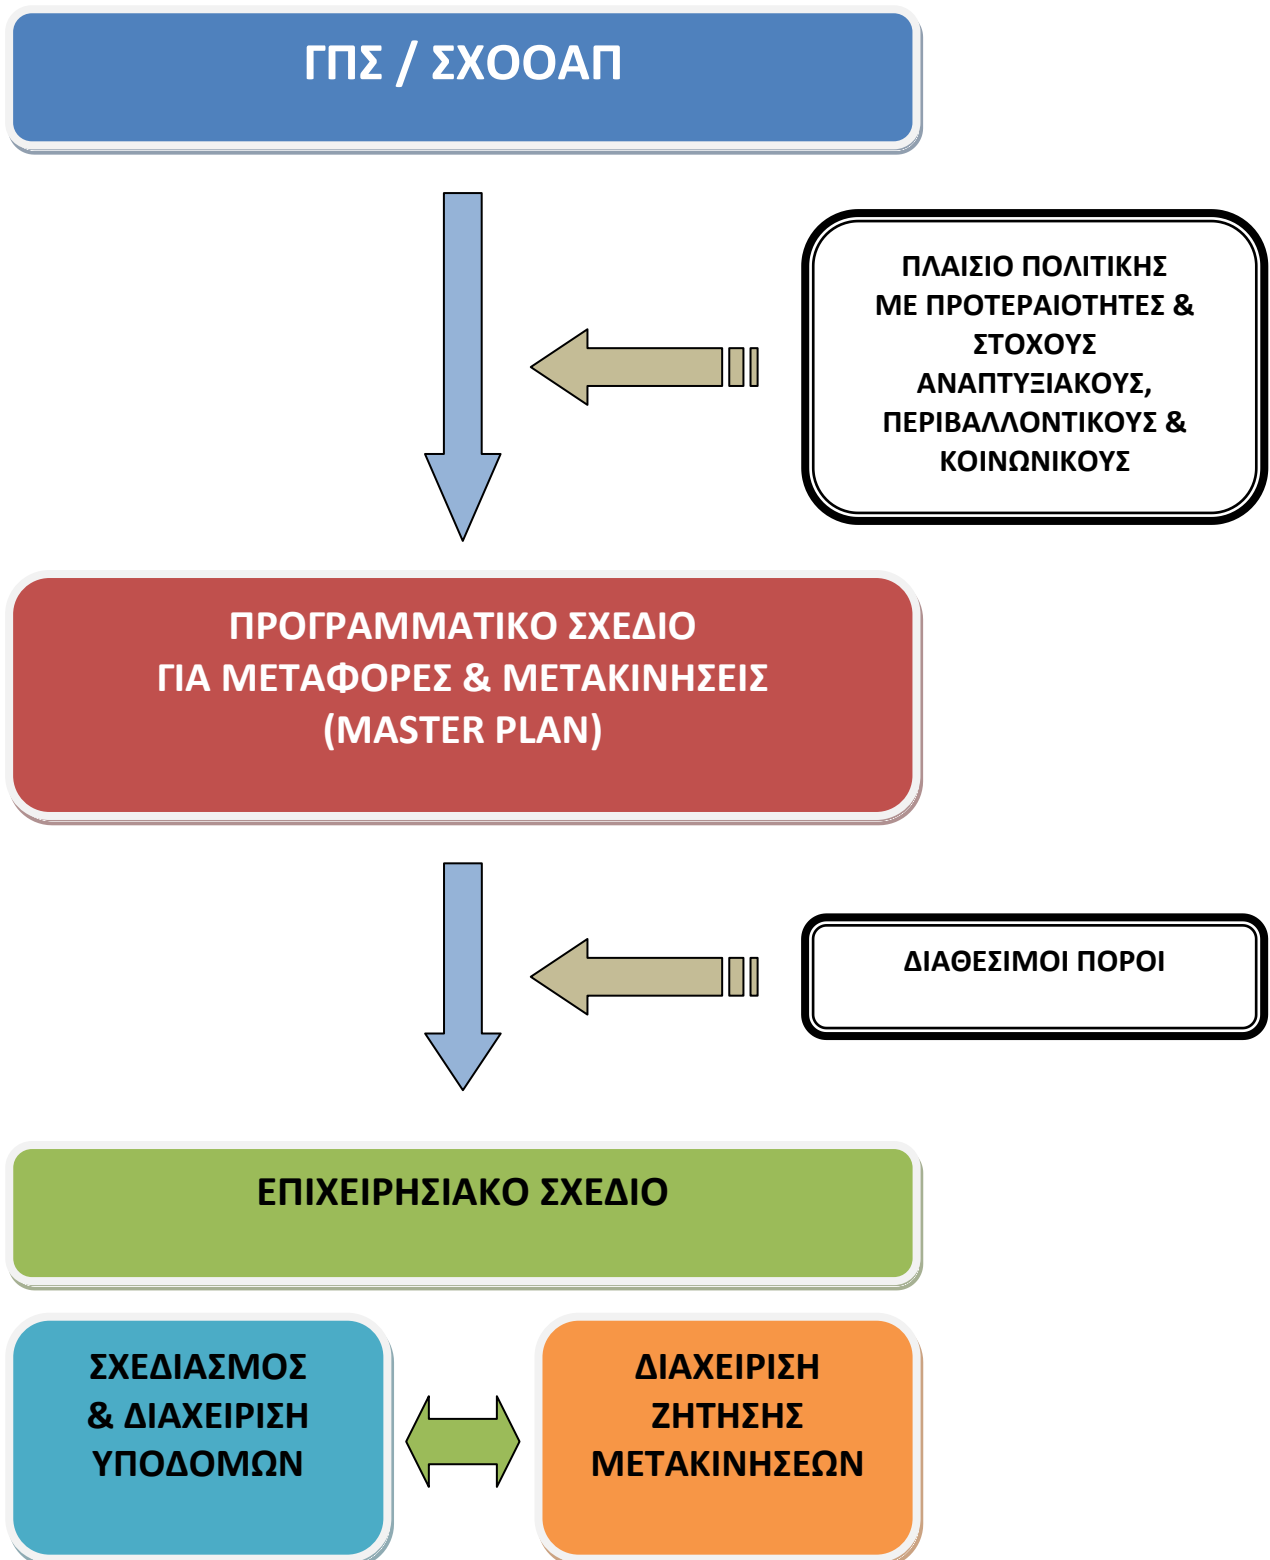 ΓΠΣ / ΣΧΟΟΑΠ
ΠΛΑΙΣΙΟ ΠΟΛΙΤΙΚΗΣ
ΜΕ ΠΡΟΤΕΡΑΙΟΤΗΤΕΣ &
ΣΤΟΧΟΥΣ
ΑΝΑΠΤΥΞΙΑΚΟΥΣ,
ΠΕΡΙΒΑΛΛΟΝΤΙΚΟΥΣ &
ΚΟΙΝΩΝΙΚΟΥΣ
ΠΡΟΓΡΑΜΜΑΤΙΚΟ ΣΧΕΔΙΟ
ΓΙΑ ΜΕΤΑΦΟΡΕΣ & ΜΕΤΑΚΙΝΗΣΕΙΣ
(MASTER PLAN)
ΔΙΑΘΕΣΙΜΟΙ ΠΟΡΟΙ
ΕΠΙΧΕΙΡΗΣΙΑΚΟ ΣΧΕΔΙΟ
ΣΧΕΔΙΑΣΜΟΣ
& ΔΙΑΧΕΙΡΙΣΗ
ΥΠΟΔΟΜΩΝ
ΔΙΑΧΕΙΡΙΣΗ
ΖΗΤΗΣΗΣ
ΜΕΤΑΚΙΝΗΣΕΩΝ